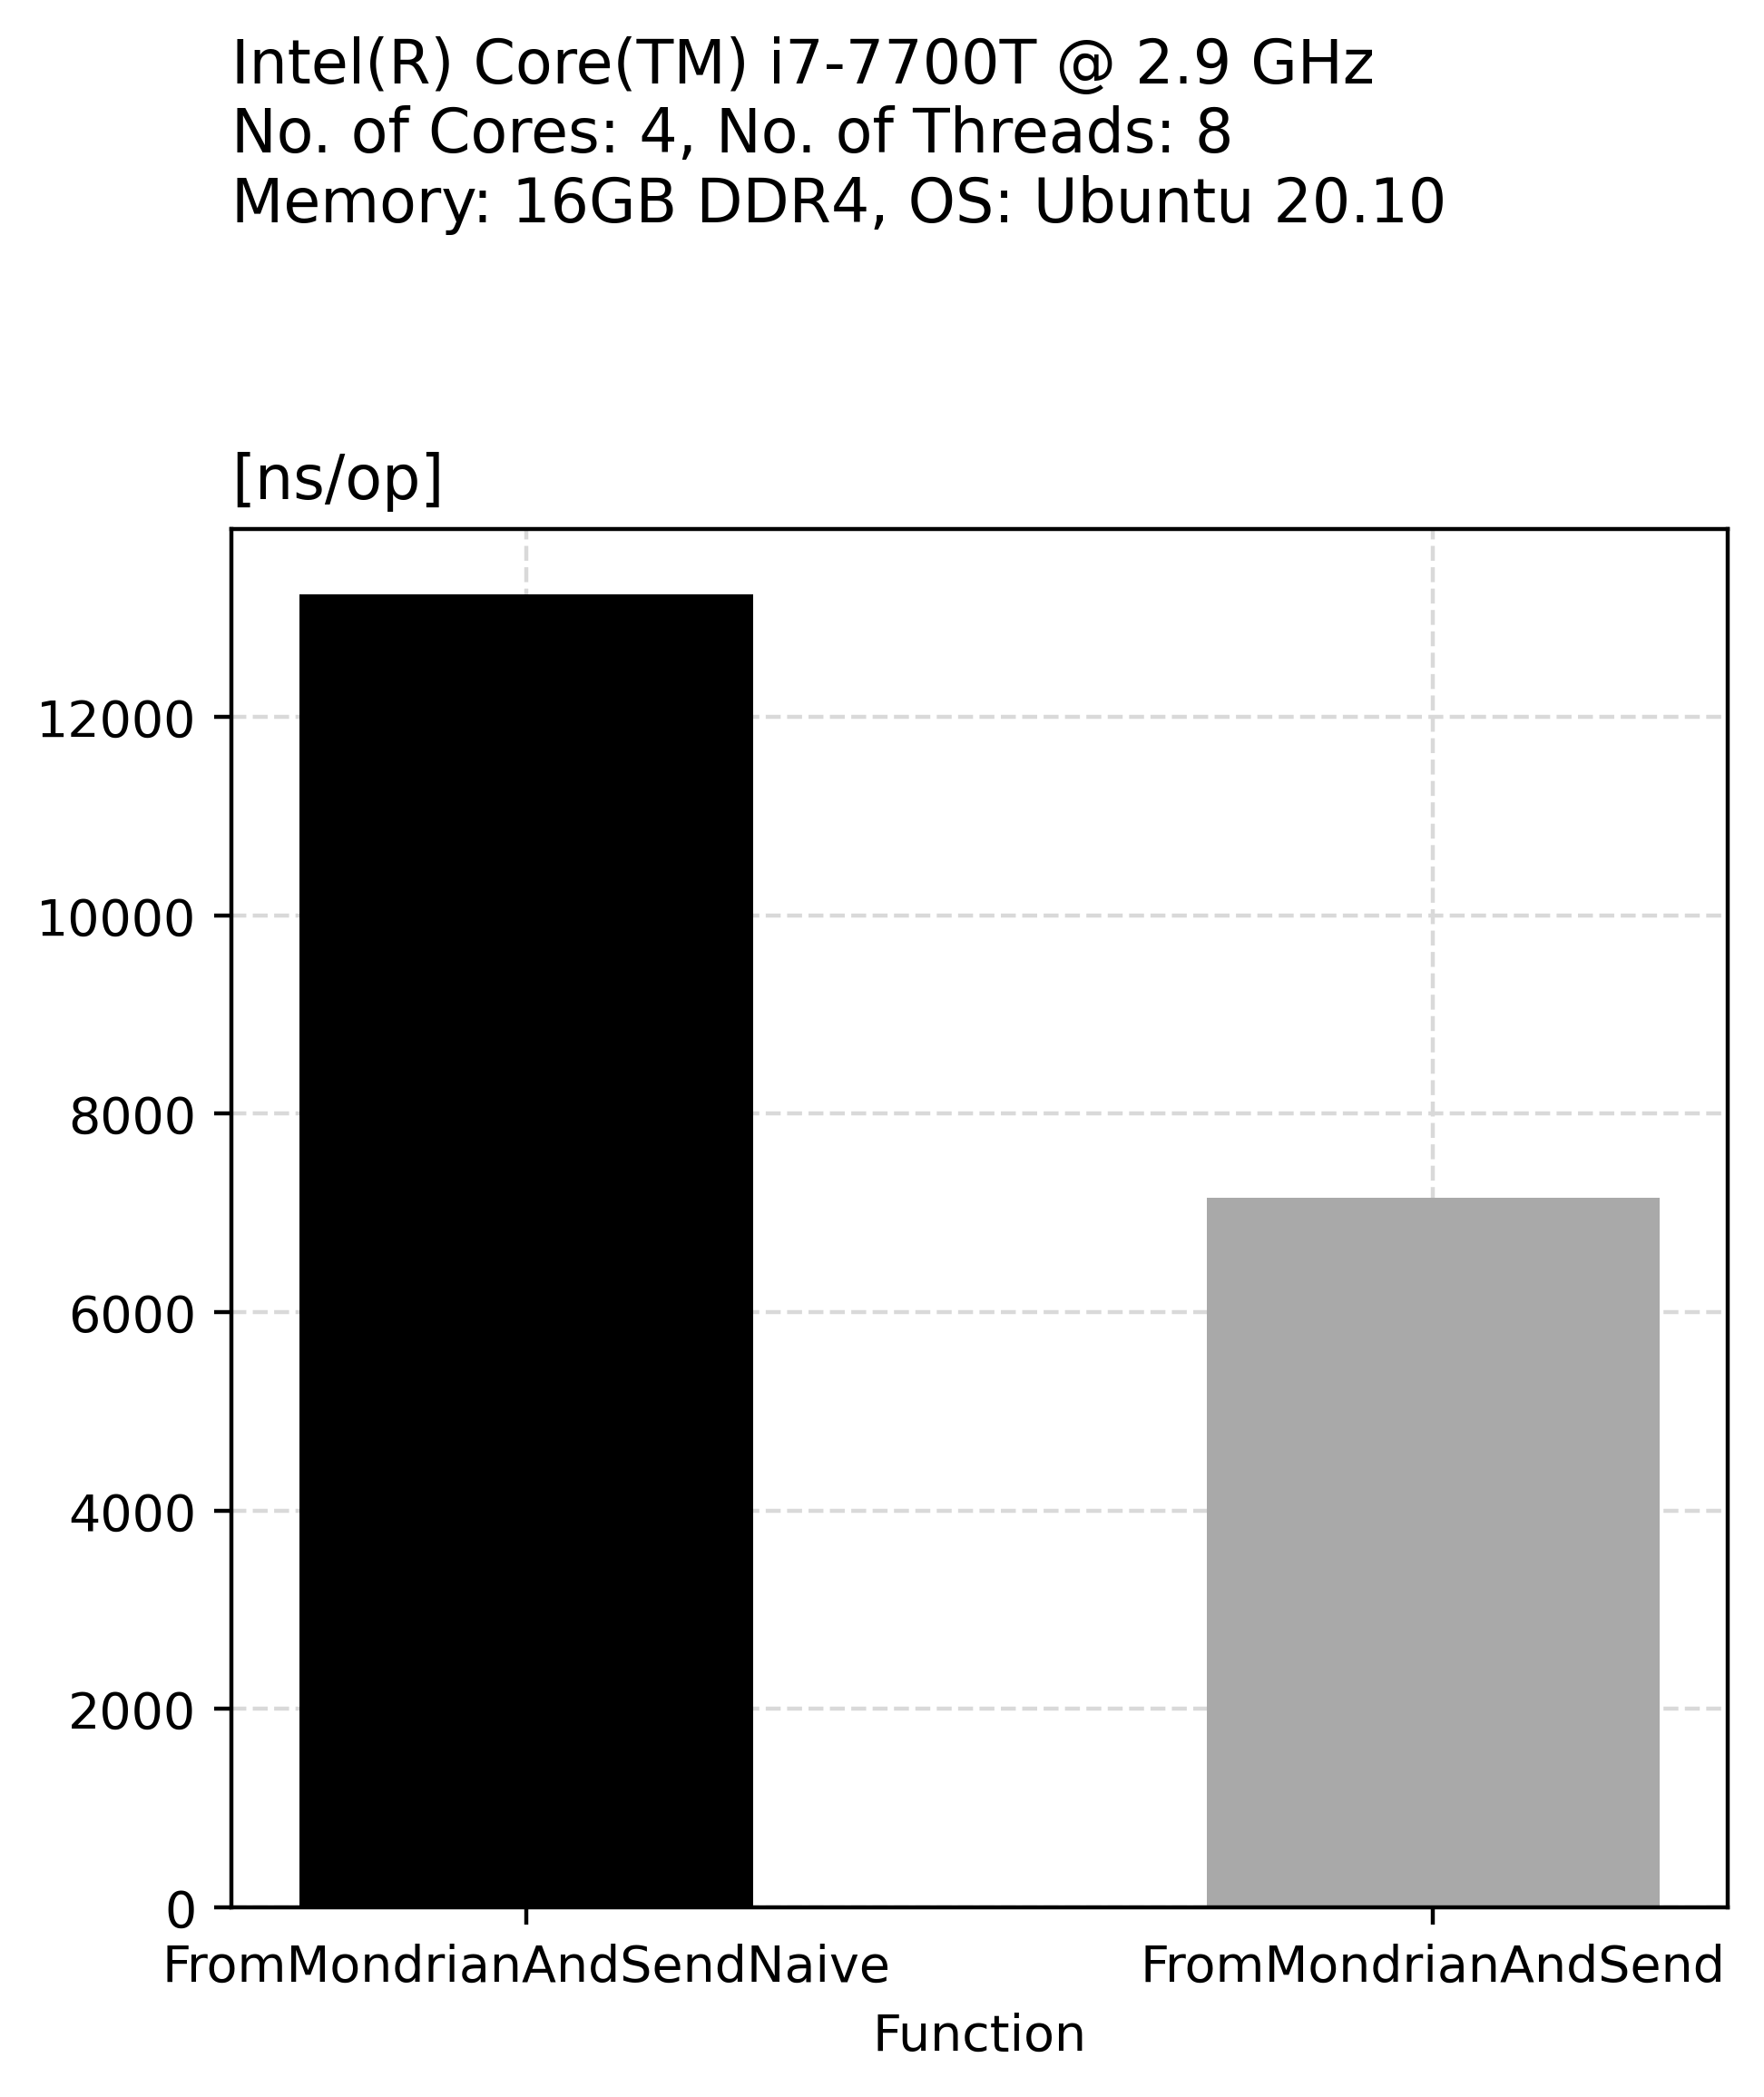 Intel(R) Core(TM) i7-7700T @ 2.9 GHz
No. of Cores: 4, No. of Threads: 8
Memory: 16GB DDR4, OS: Ubuntu 20.10
[ns/op]
12000
10000
8000
6000
4000
2000
0
FromMondrianAndSendNaive FromMondrianAndSend
Function